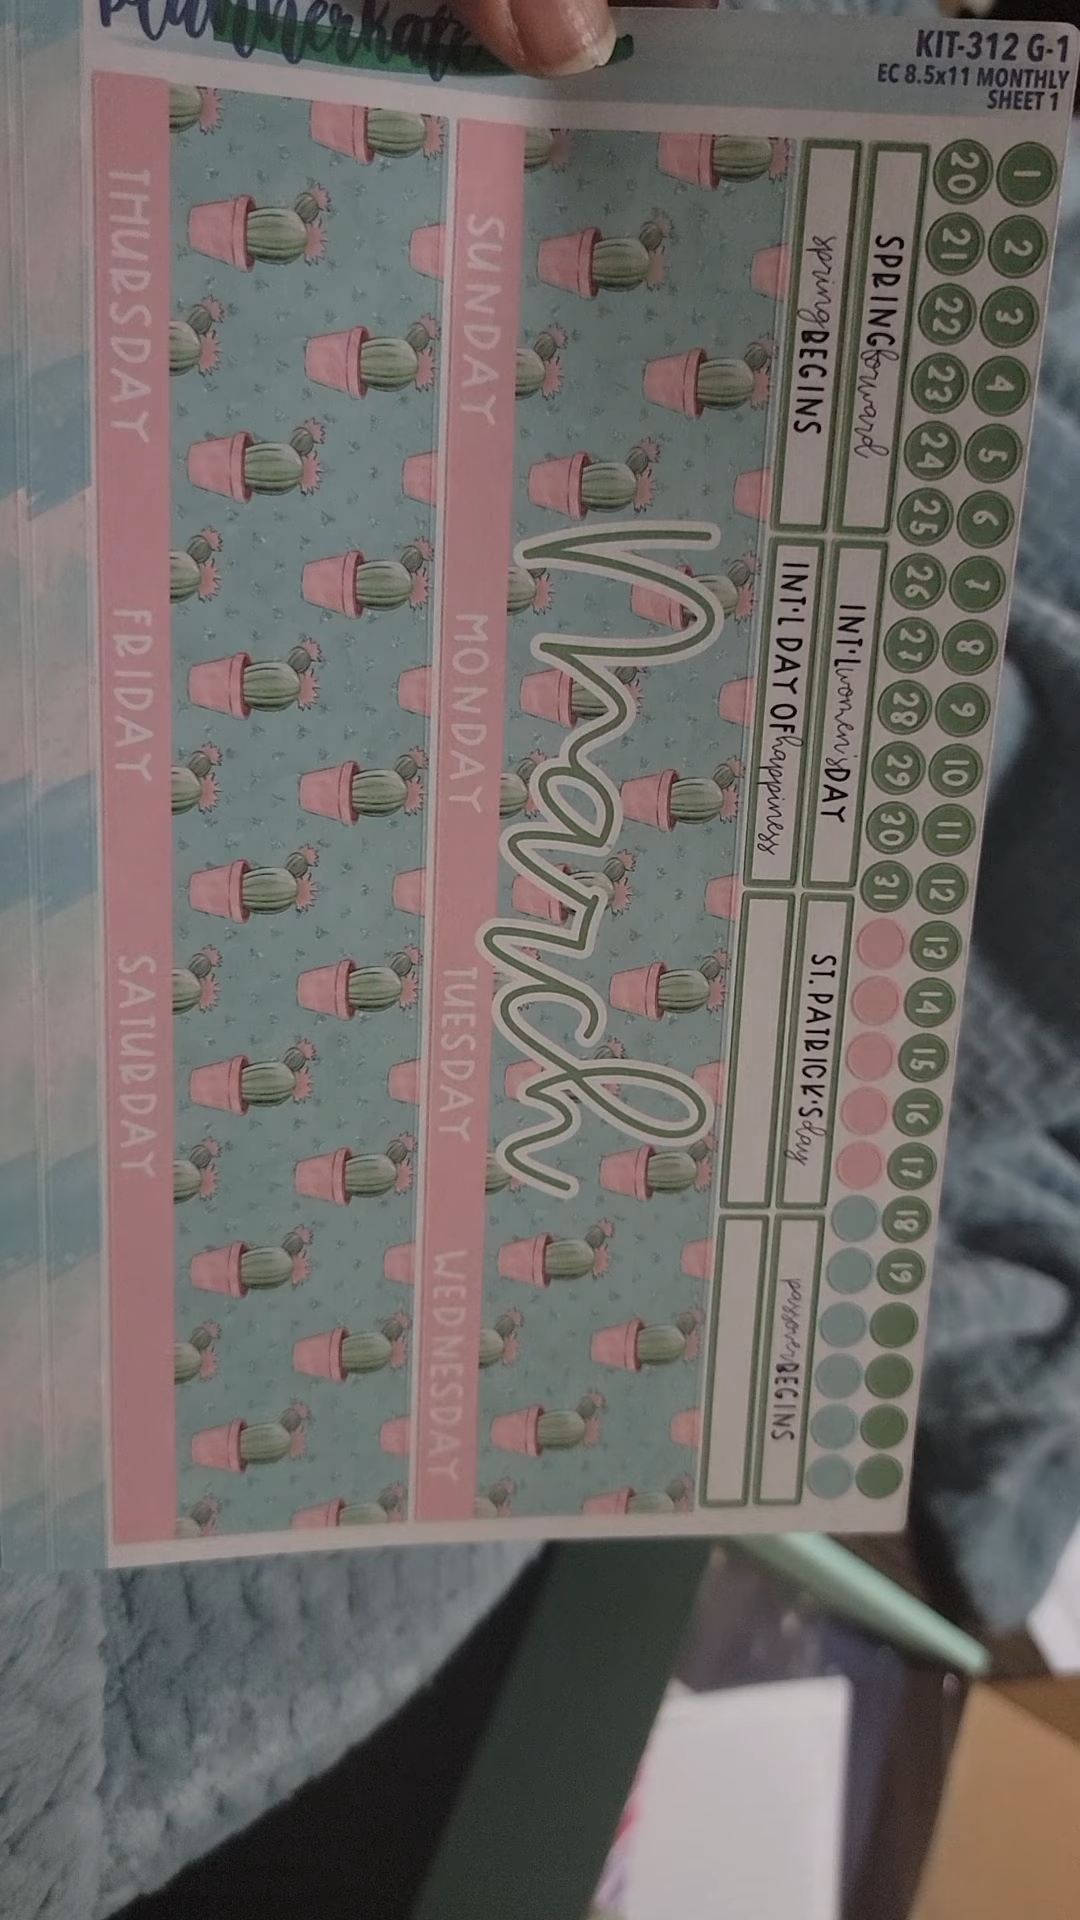 plannerkate
KIT-312 G-1
EC 8.5x11 MONTHLY
SHEET 1
1 2 3 4 5 6 7 8 9 10 11 12 13 14 15 16 17 18 19
20 21 22 23 24 25 26 27 28 29 30 31
SPRING forward
INT'L women's DAY
ST. PATRICK'S day
passover BEGINS
spring BEGINS
INT'L DAY OF happiness
March
SUNDAY MONDAY TUESDAY WEDNESDAY
THURSDAY FRIDAY SATURDAY